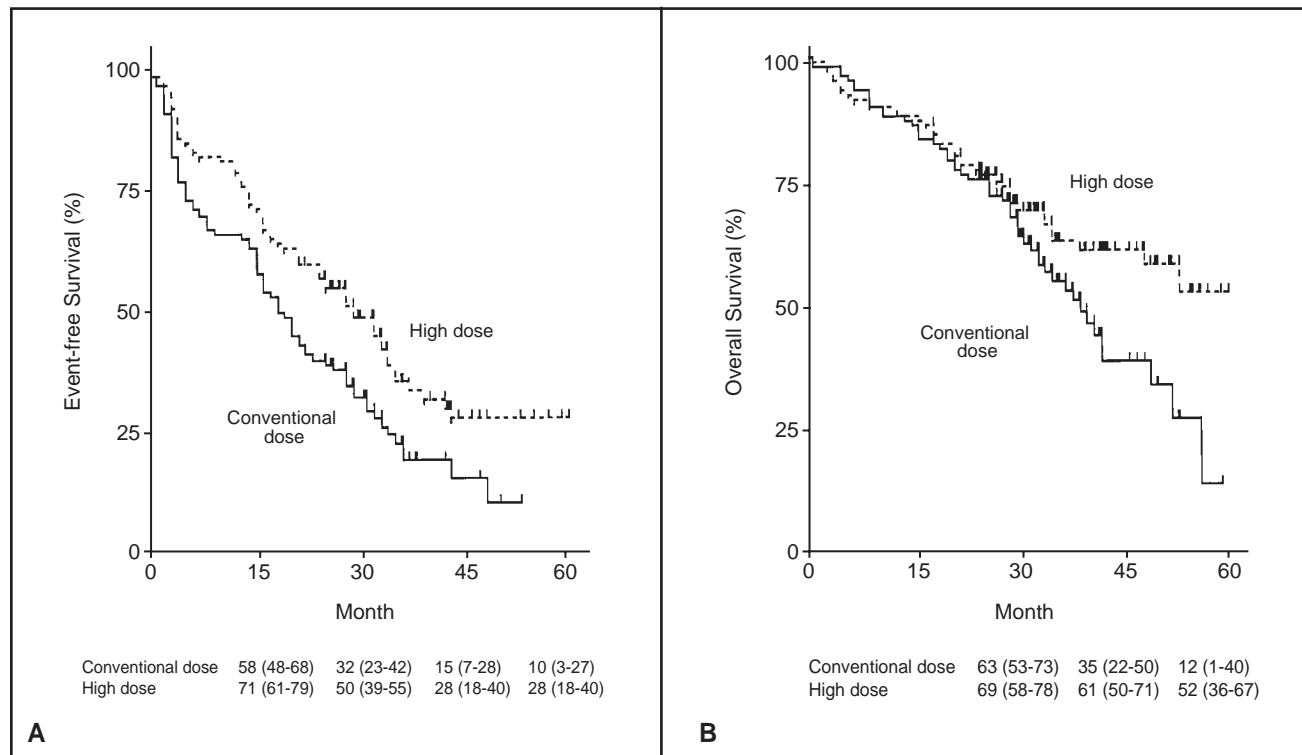 100
75
50
25
0
Event-free Survival (%)
High dose
Conventional
dose
0 15 30 45 60
Month
Conventional dose 58 (48-68) 32 (23-42) 15 (7-28) 10 (3-27)
High dose 71 (61-79) 50 (39-55) 28 (18-40) 28 (18-40)
A
100
75
50
25
0
Overall Survival (%)
High dose
Conventional
dose
0 15 30 45 60
Month
Conventional dose 63 (53-73) 35 (22-50) 12 (1-40)
High dose 69 (58-78) 61 (50-71) 52 (36-67)
B